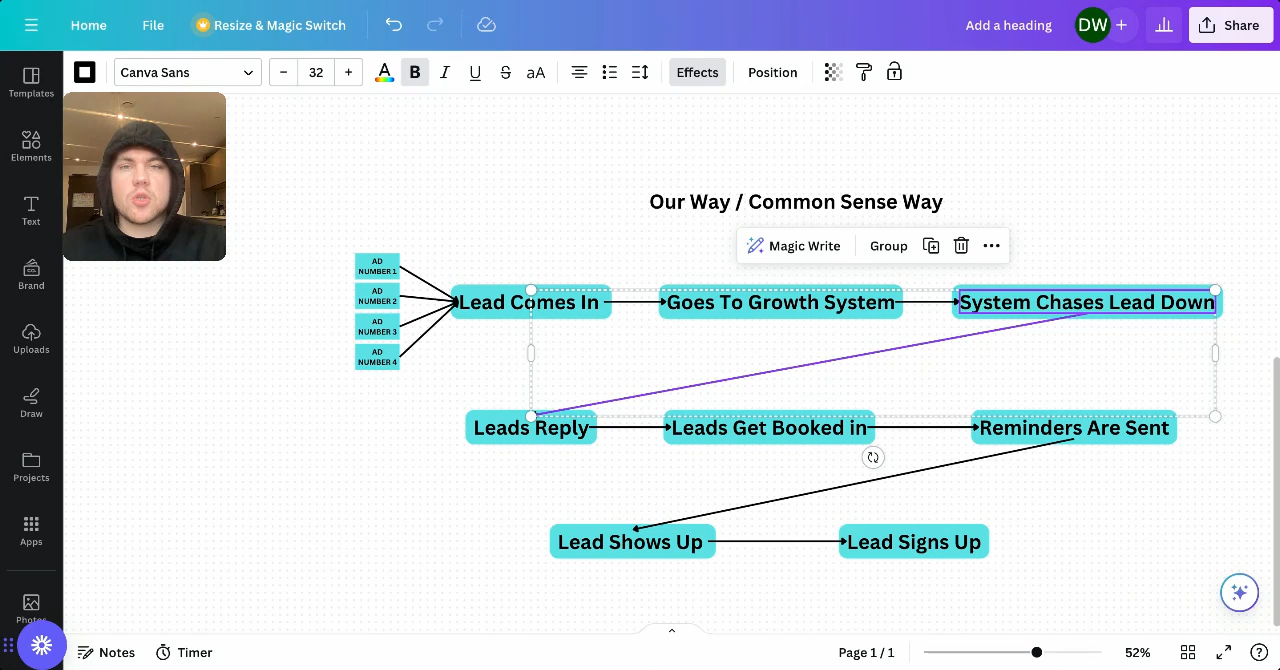 Home
File
Resize & Magic Switch
Add a heading
DW
+
Share
Canva Sans
− 32 +
A
B
I
U
S
aA
Effects
Position
Templates
Elements
Text
Brand
Uploads
Draw
Projects
Apps
Photos
Our Way / Common Sense Way
Magic Write
Group
AD
NUMBER 1
AD
NUMBER 2
AD
NUMBER 3
AD
NUMBER 4
Lead Comes In
Goes To Growth System
System Chases Lead Down
Leads Reply
Leads Get Booked in
Reminders Are Sent
Lead Shows Up
Lead Signs Up
Notes
Timer
Page 1 / 1
52%